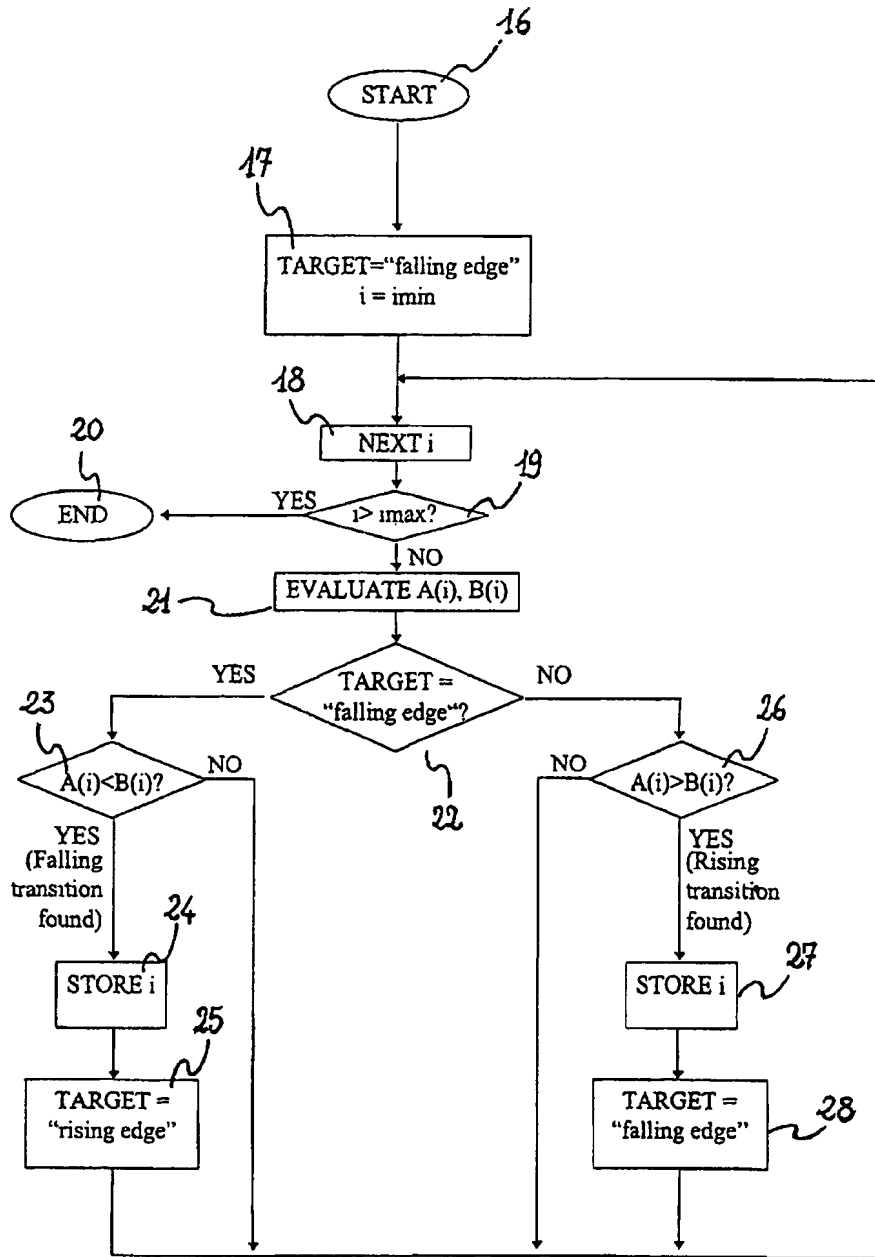 16
START
17
TARGET=“falling edge”
i = imin
18
NEXT i
20
19
END
YES
i> imax?
NO
EVALUATE A(i), B(i)
21
YES
TARGET =
“falling edge“?
NO
22
23
A(i)<B(i)?
NO
YES
(Falling
transition
found)
24
STORE i
25
TARGET =
“rising edge”
26
NO
A(i)>B(i)?
YES
(Rising
transition
found)
27
STORE i
TARGET =
“falling edge”
28